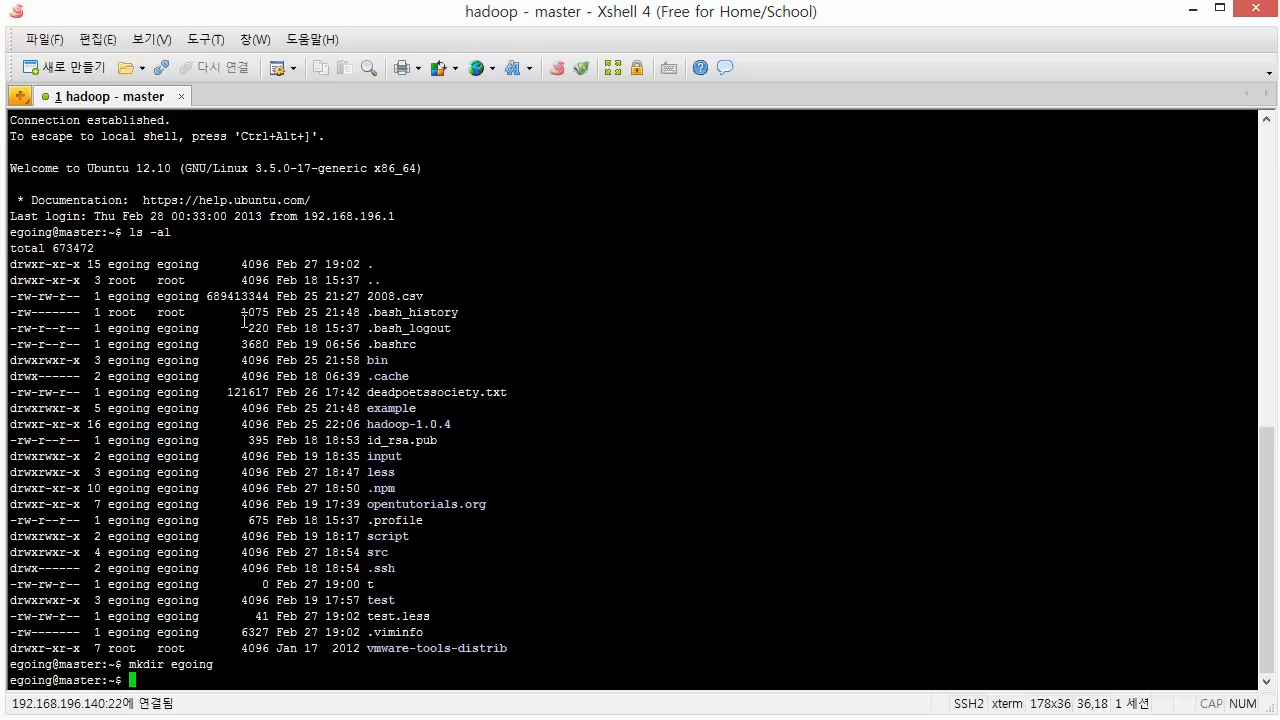 hadoop - master - Xshell 4 (Free for Home/School)
파일(F) 편집(E) 보기(V) 도구(T) 창(W) 도움말(H)
새로 만들기 다시 연결
1 hadoop - master ×
Connection established.
To escape to local shell, press 'Ctrl+Alt+]'.
Welcome to Ubuntu 12.10 (GNU/Linux 3.5.0-17-generic x86_64)
* Documentation:  https://help.ubuntu.com/
Last login: Thu Feb 28 00:33:00 2013 from 192.168.196.1
egoing@master:~$ ls -al
total 673472
drwxr-xr-x 15 egoing egoing      4096 Feb 27 19:02 .
drwxr-xr-x  3 root   root        4096 Feb 18 15:37 ..
-rw-rw-r--  1 egoing egoing 689413344 Feb 25 21:27 2008.csv
-rw-------  1 root   root        1075 Feb 25 21:48 .bash_history
-rw-r--r--  1 egoing egoing       220 Feb 18 15:37 .bash_logout
-rw-r--r--  1 egoing egoing      3680 Feb 19 06:56 .bashrc
drwxrwxr-x  3 egoing egoing      4096 Feb 25 21:58 bin
drwx------  2 egoing egoing      4096 Feb 18 06:39 .cache
-rw-rw-r--  1 egoing egoing    121617 Feb 26 17:42 deadpoetssociety.txt
drwxrwxr-x  5 egoing egoing      4096 Feb 25 21:48 example
drwxr-xr-x 16 egoing egoing      4096 Feb 25 22:06 hadoop-1.0.4
-rw-r--r--  1 egoing egoing       395 Feb 18 18:53 id_rsa.pub
drwxrwxr-x  2 egoing egoing      4096 Feb 19 18:35 input
drwxrwxr-x  3 egoing egoing      4096 Feb 27 18:47 less
drwxr-xr-x 10 egoing egoing      4096 Feb 27 18:50 .npm
drwxr-xr-x  7 egoing egoing      4096 Feb 19 17:39 opentutorials.org
-rw-r--r--  1 egoing egoing       675 Feb 18 15:37 .profile
drwxrwxr-x  2 egoing egoing      4096 Feb 19 18:17 script
drwxrwxr-x  4 egoing egoing      4096 Feb 27 18:54 src
drwx------  2 egoing egoing      4096 Feb 18 18:54 .ssh
-rw-rw-r--  1 egoing egoing         0 Feb 27 19:00 t
drwxrwxr-x  3 egoing egoing      4096 Feb 19 17:57 test
-rw-rw-r--  1 egoing egoing        41 Feb 27 19:02 test.less
-rw-------  1 egoing egoing      6327 Feb 27 19:02 .viminfo
drwxr-xr-x  7 root   root        4096 Jan 17  2012 vmware-tools-distrib
egoing@master:~$ mkdir egoing
egoing@master:~$
192.168.196.140:22에 연결됨 SSH2 xterm 178x36 36,18 1 세션 CAP NUM